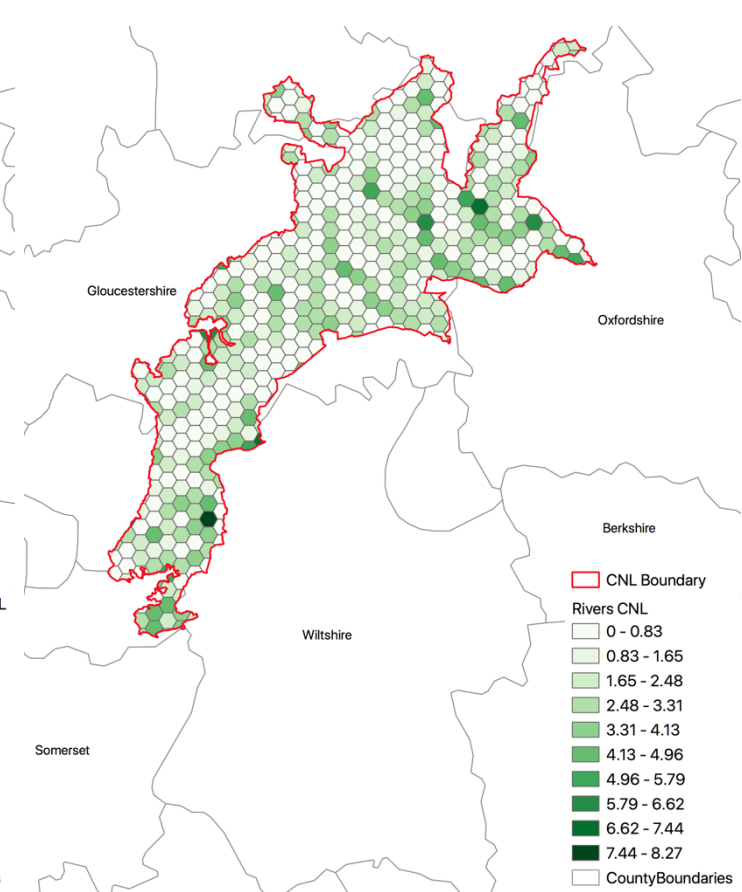 Gloucestershire
Oxfordshire
Berkshire
L
Wiltshire
Somerset
CNL Boundary
Rivers CNL
0 - 0.83
0.83 - 1.65
1.65 - 2.48
2.48 - 3.31
3.31 - 4.13
4.13 - 4.96
4.96 - 5.79
5.79 - 6.62
6.62 - 7.44
7.44 - 8.27
CountyBoundaries